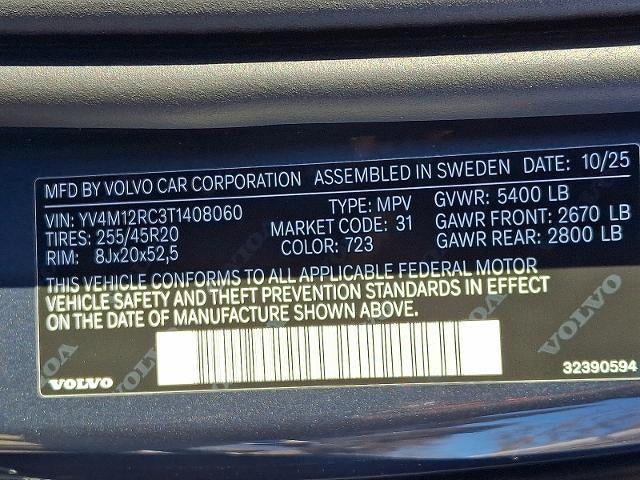 MFD BY VOLVO CAR CORPORATION ASSEMBLED IN SWEDEN DATE: 10/25
VIN: YV4M12RC3T1408060 TYPE: MPV GVWR: 5400 LB
TIRES: 255/45R20 MARKET CODE: 31 GAWR FRONT: 2670 LB
RIM: 8Jx20x52,5 COLOR: 723 GAWR REAR: 2800 LB
THIS VEHICLE CONFORMS TO ALL APPLICABLE FEDERAL MOTOR
VEHICLE SAFETY AND THEFT PREVENTION STANDARDS IN EFFECT
ON THE DATE OF MANUFACTURE SHOWN ABOVE.
VOLVO
VOLVO 32390594